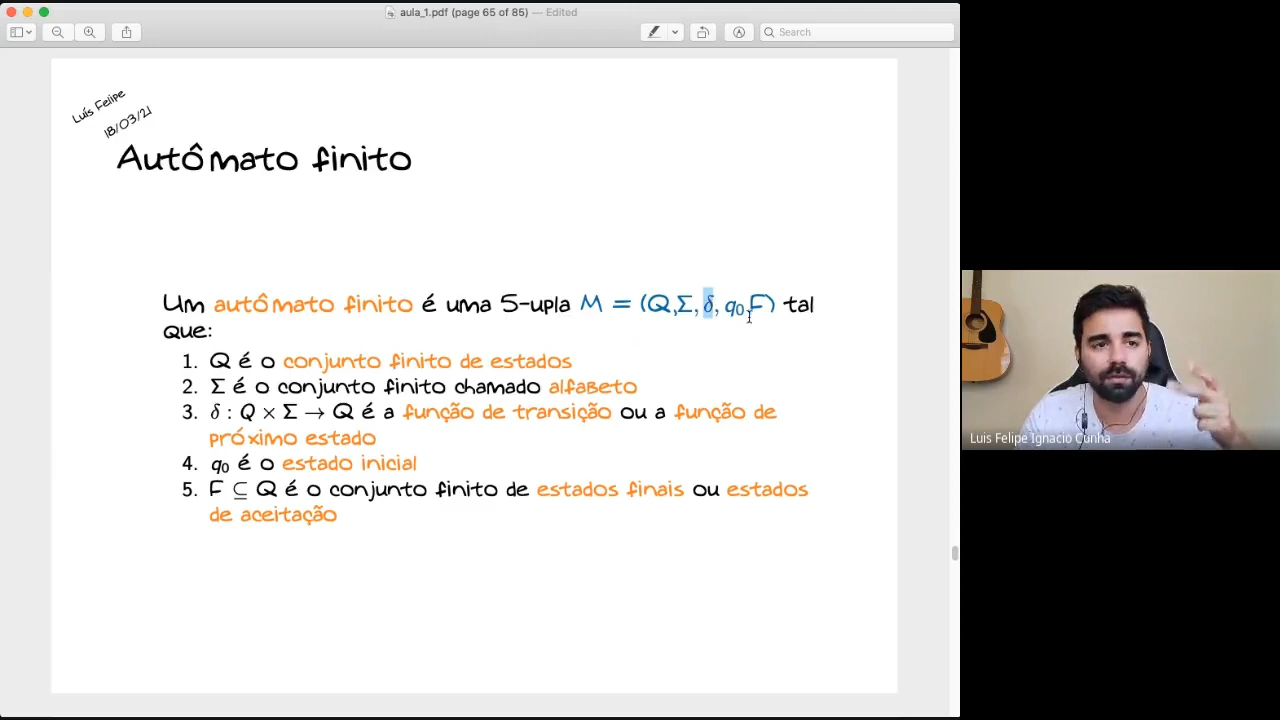 aula_1.pdf (page 65 of 85) — Edited
Search
Luís Felipe
18/03/21
Autômato finito
Um autômato finito é uma 5-upla M = (Q,Σ, δ, q₀,F) tal
que:
1. Q é o conjunto finito de estados
2. Σ é o conjunto finito chamado alfabeto
3. δ : Q × Σ → Q é a função de transição ou a função de
próximo estado
4. q₀ é o estado inicial
5. F ⊆ Q é o conjunto finito de estados finais ou estados
de aceitação
Luis Felipe Ignacio Cunha